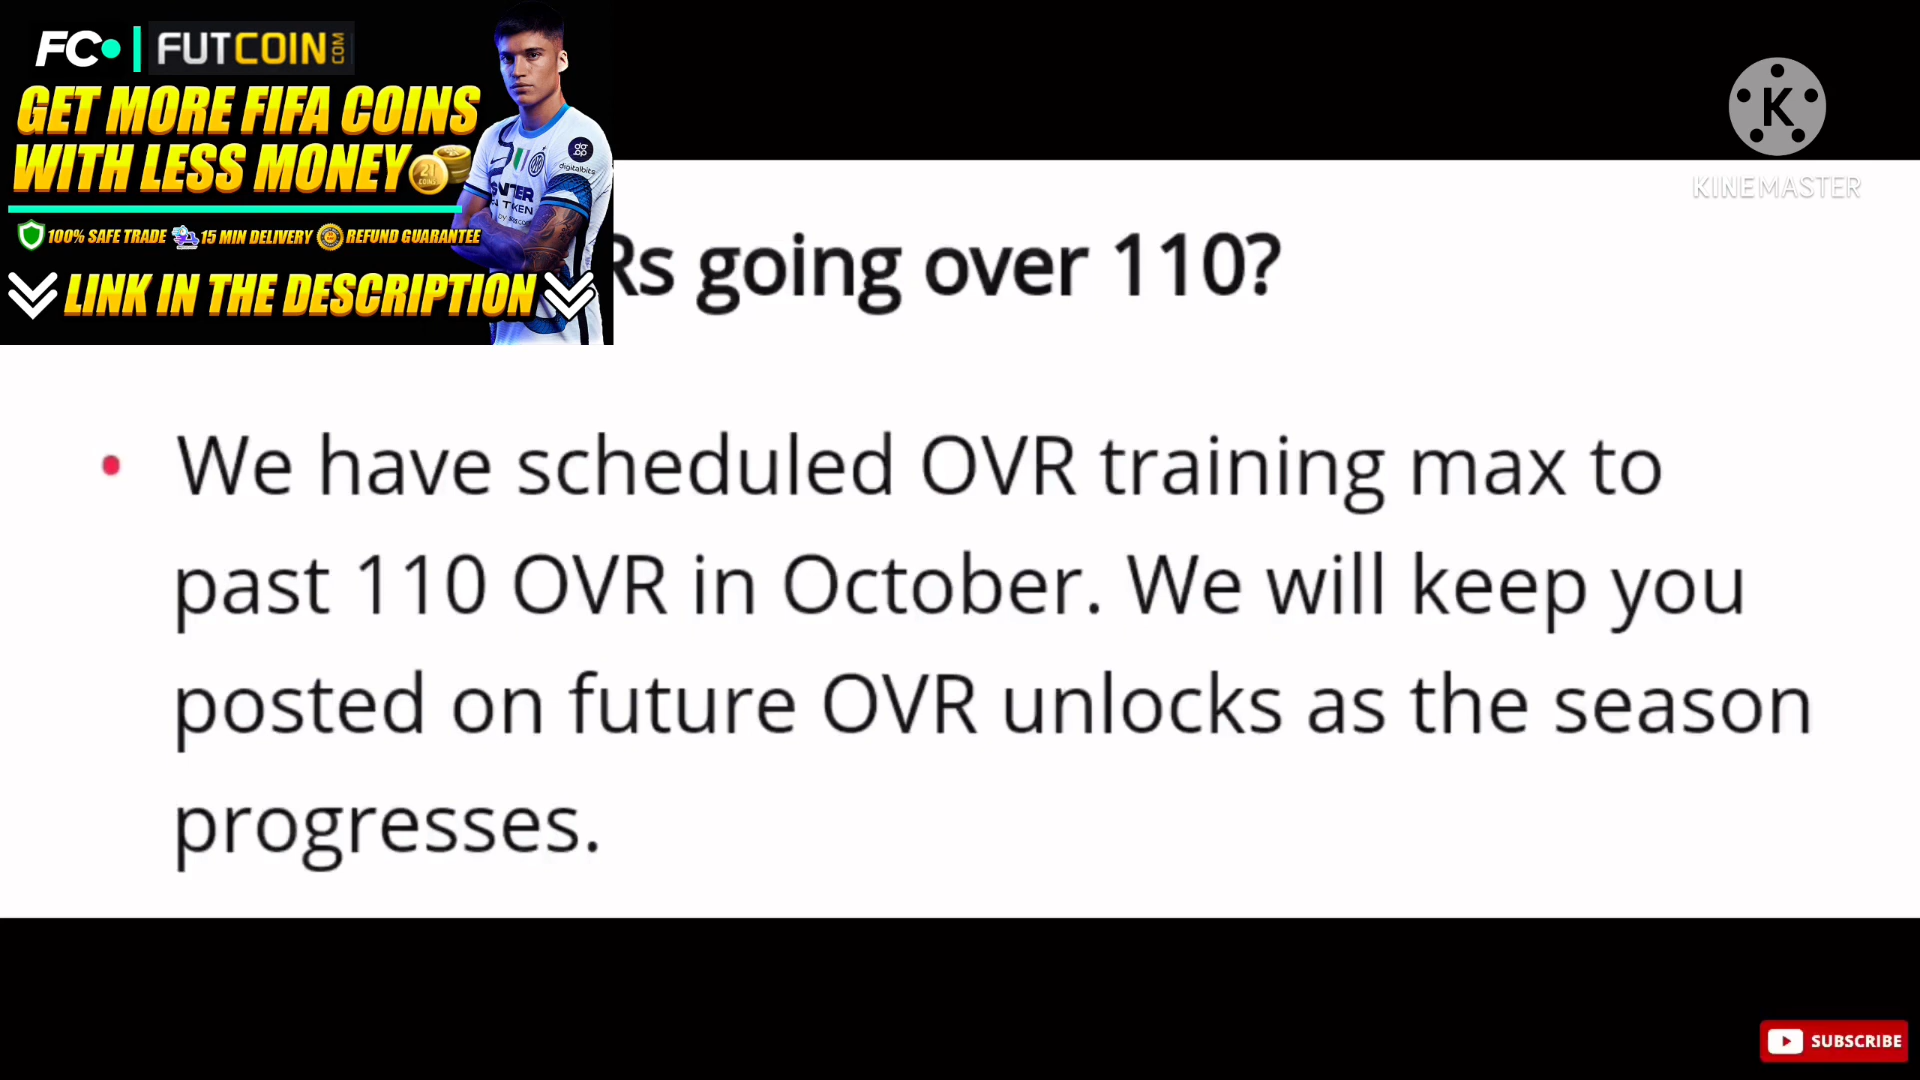 FC
FUTCOIN.COM
GET MORE FIFA COINS
WITH LESS MONEY
100% SAFE TRADE
15 MIN DELIVERY
REFUND GUARANTEE
LINK IN THE DESCRIPTION
digitalbits
K
KINEMASTER
Rs going over 110?
• We have scheduled OVR training max to
past 110 OVR in October. We will keep you
posted on future OVR unlocks as the season
progresses.
SUBSCRIBE